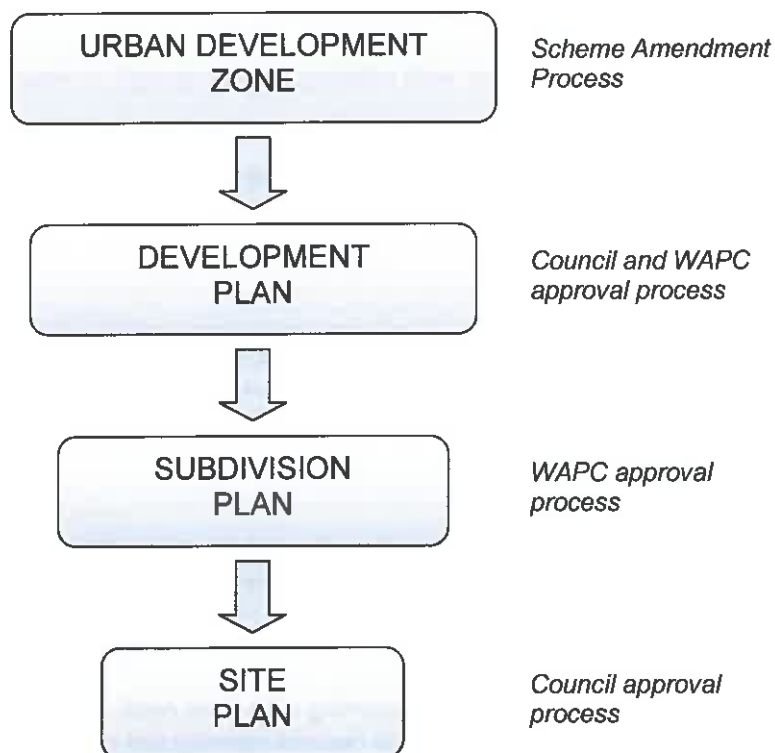 URBAN DEVELOPMENT
ZONE
Scheme Amendment
Process
DEVELOPMENT
PLAN
Council and WAPC
approval process
SUBDIVISION
PLAN
WAPC approval
process
SITE
PLAN
Council approval
process